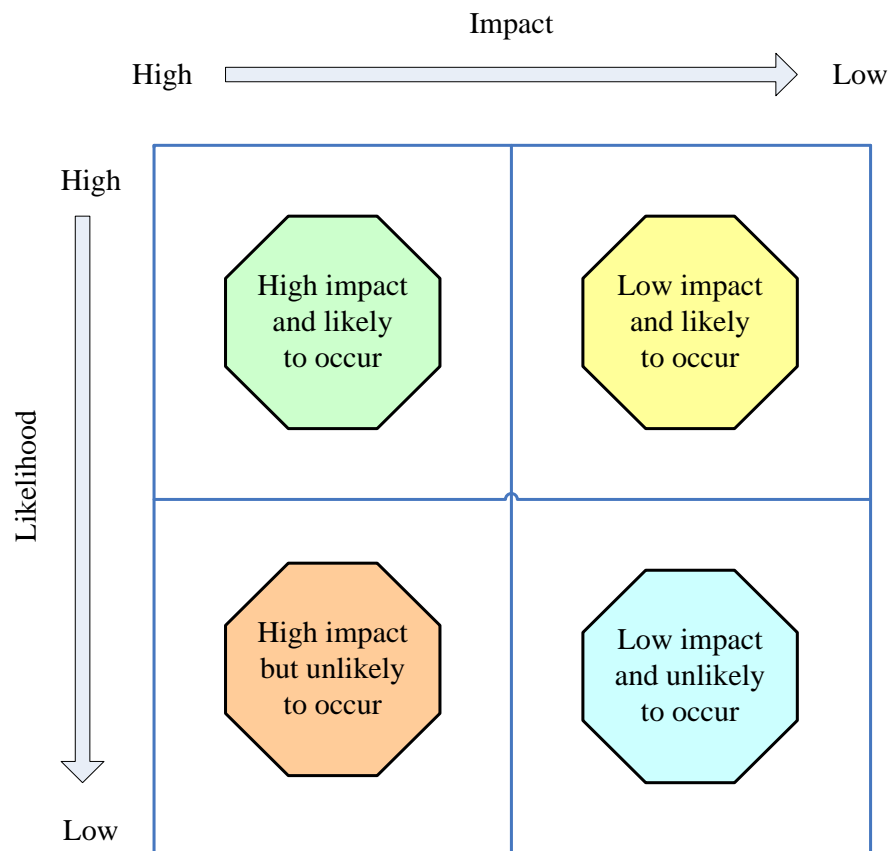 Impact
High
Low
High
High impact
and likely
to occur
Low impact
and likely
to occur
Likelihood
High impact
but unlikely
to occur
Low impact
and unlikely
to occur
Low